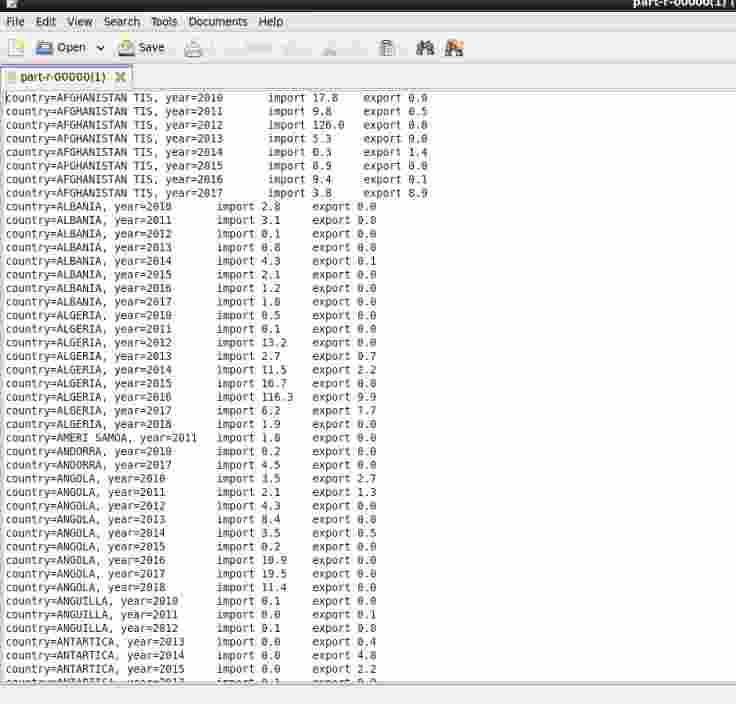 part-r-00000(1) (
File Edit View Search Tools Documents Help
Open Save
part-r-00000(1)
country=AFGHANISTAN TIS, year=2010 import 17.8 export 0.0
country=AFGHANISTAN TIS, year=2011 import 9.8 export 0.5
country=AFGHANISTAN TIS, year=2012 import 126.0 export 0.0
country=AFGHANISTAN TIS, year=2013 import 5.3 export 0.0
country=AFGHANISTAN TIS, year=2014 import 0.3 export 1.4
country=AFGHANISTAN TIS, year=2015 import 0.9 export 0.0
country=AFGHANISTAN TIS, year=2016 import 9.4 export 0.1
country=AFGHANISTAN TIS, year=2017 import 3.8 export 8.9
country=ALBANIA, year=2010 import 2.8 export 0.0
country=ALBANIA, year=2011 import 3.1 export 0.0
country=ALBANIA, year=2012 import 0.1 export 0.0
country=ALBANIA, year=2013 import 0.0 export 0.0
country=ALBANIA, year=2014 import 4.3 export 0.1
country=ALBANIA, year=2015 import 2.1 export 0.0
country=ALBANIA, year=2016 import 1.2 export 0.0
country=ALBANIA, year=2017 import 1.8 export 0.0
country=ALGERIA, year=2010 import 0.5 export 0.0
country=ALGERIA, year=2011 import 0.1 export 0.0
country=ALGERIA, year=2012 import 13.2 export 0.0
country=ALGERIA, year=2013 import 2.7 export 0.7
country=ALGERIA, year=2014 import 11.5 export 2.2
country=ALGERIA, year=2015 import 16.7 export 0.0
country=ALGERIA, year=2016 import 116.3 export 9.9
country=ALGERIA, year=2017 import 6.2 export 7.7
country=ALGERIA, year=2018 import 1.9 export 0.0
country=AMERI SAMOA, year=2011 import 1.8 export 0.0
country=ANDORRA, year=2010 import 0.2 export 0.0
country=ANDORRA, year=2017 import 4.5 export 0.0
country=ANGOLA, year=2010 import 3.5 export 2.7
country=ANGOLA, year=2011 import 2.1 export 1.3
country=ANGOLA, year=2012 import 4.3 export 0.0
country=ANGOLA, year=2013 import 8.4 export 0.0
country=ANGOLA, year=2014 import 3.5 export 0.5
country=ANGOLA, year=2015 import 0.2 export 0.0
country=ANGOLA, year=2016 import 10.9 export 0.0
country=ANGOLA, year=2017 import 19.5 export 0.0
country=ANGOLA, year=2018 import 11.4 export 0.0
country=ANGUILLA, year=2010 import 0.1 export 0.0
country=ANGUILLA, year=2011 import 0.0 export 0.1
country=ANGUILLA, year=2012 import 0.1 export 0.0
country=ANTARTICA, year=2013 import 0.0 export 0.4
country=ANTARTICA, year=2014 import 0.0 export 4.8
country=ANTARTICA, year=2015 import 0.0 export 2.2